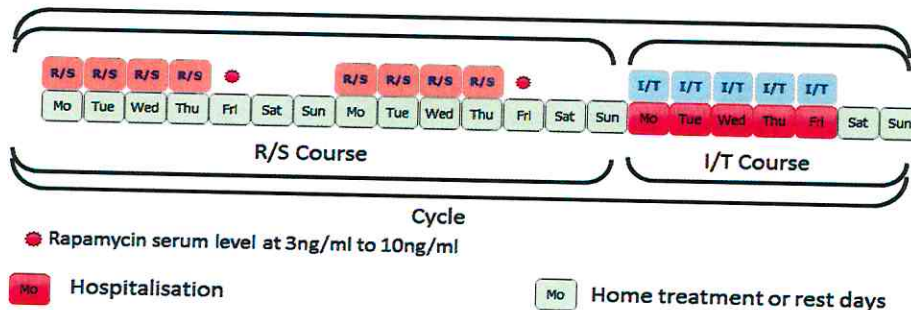 R/S R/S R/S R/S R/S R/S R/S R/S I/T I/T I/T I/T I/T
Mo Tue Wed Thu Fri Sat Sun Mo Tue Wed Thu Fri Sat Sun Mo Tue Wed Thu Fri Sat Sun
R/S Course I/T Course
Cycle
Rapamycin serum level at 3ng/ml to 10ng/ml
Mo Hospitalisation Mo Home treatment or rest days